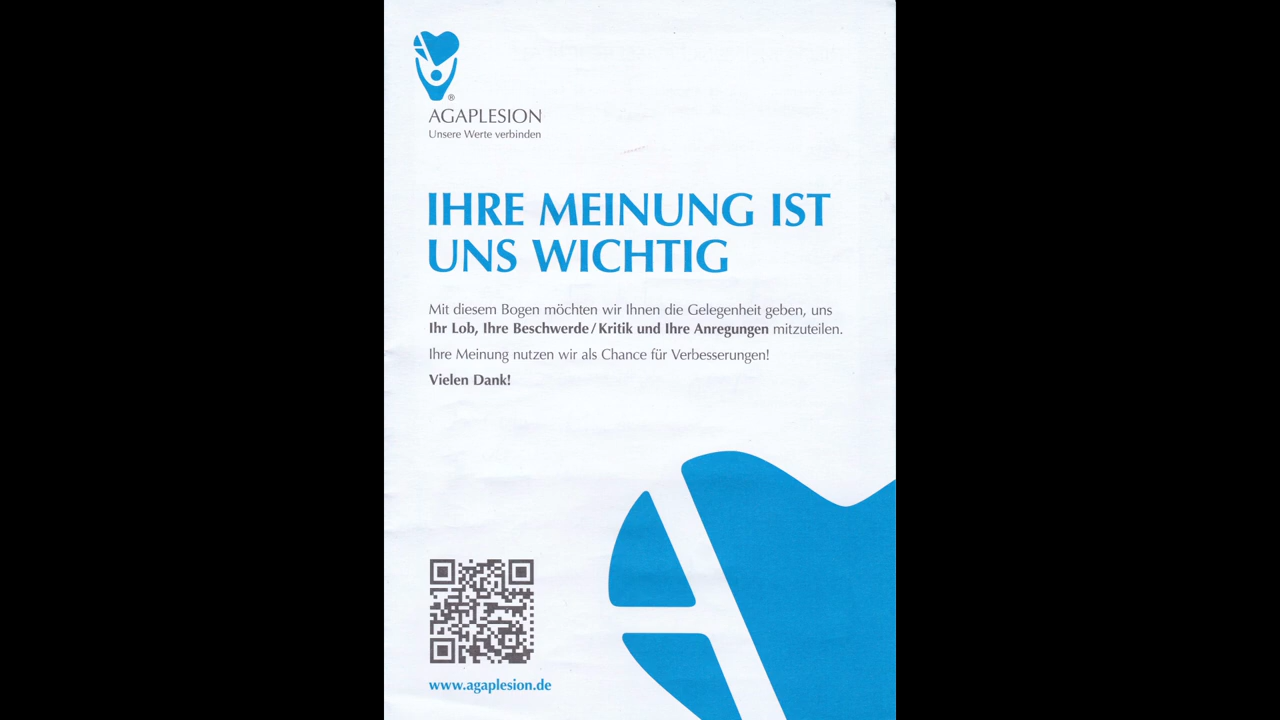 ®
AGAPLESION
Unsere Werte verbinden
IHRE MEINUNG IST
UNS WICHTIG
Mit diesem Bogen möchten wir Ihnen die Gelegenheit geben, uns
Ihr Lob, Ihre Beschwerde/Kritik und Ihre Anregungen mitzuteilen.
Ihre Meinung nutzen wir als Chance für Verbesserungen!
Vielen Dank!
www.agaplesion.de